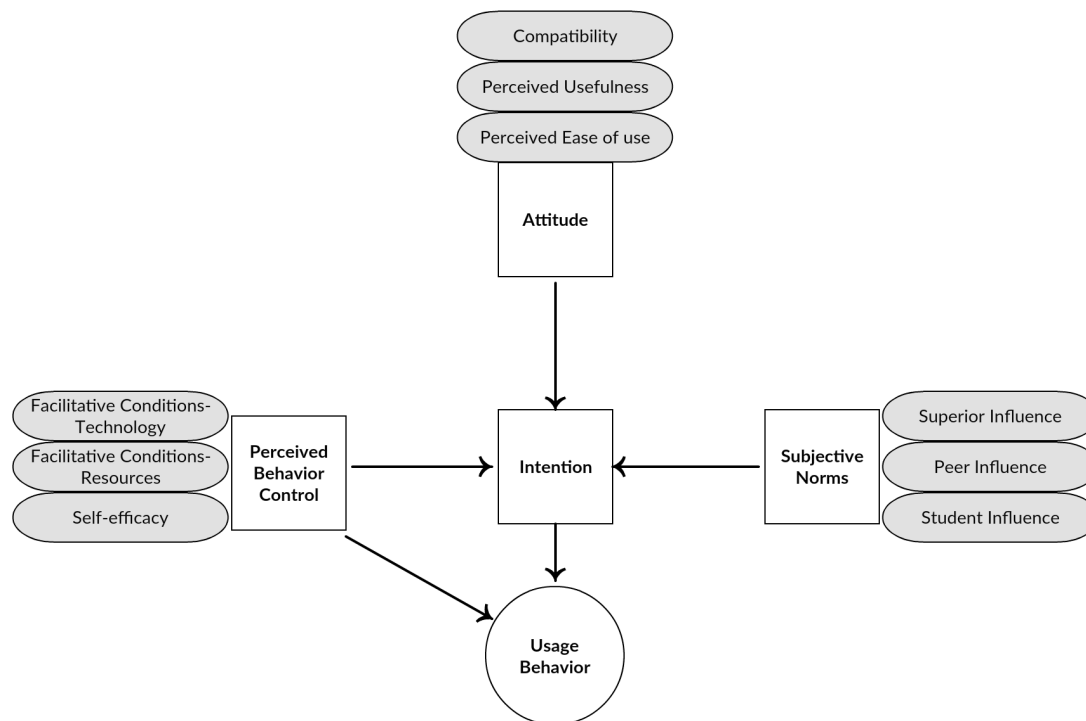 Compatibility
Perceived Usefulness
Perceived Ease of use
Attitude
Facilitative Conditions-
Technology
Facilitative Conditions-
Resources
Self-efficacy
Perceived
Behavior
Control
Intention
Subjective
Norms
Superior Influence
Peer Influence
Student Influence
Usage
Behavior